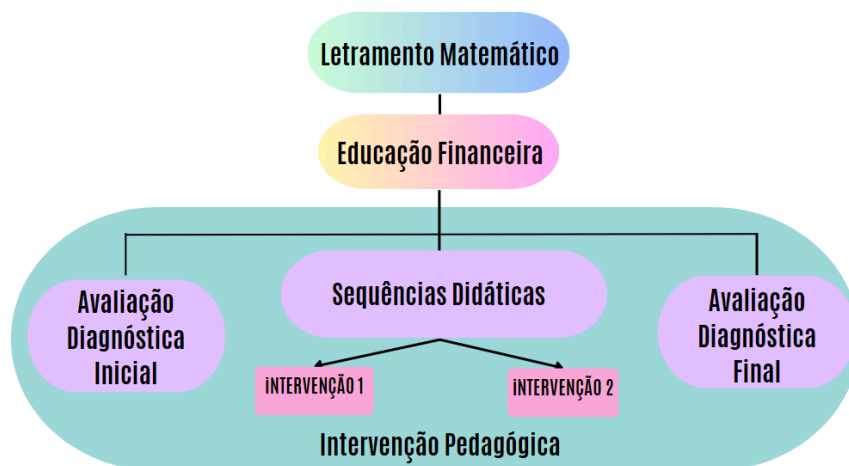 Letramento Matemático
Educação Financeira
Avaliação
Diagnóstica
Inicial
Sequências Didáticas
Avaliação
Diagnóstica
Final
iNTERVENÇÃO 1
iNTERVENÇÃO 2
Intervenção Pedagógica